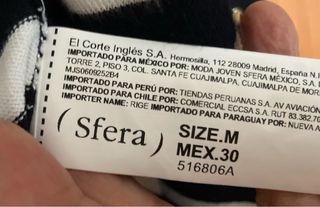 El Corte Inglés S.A. Hermosilla, 112 28009 Madrid, España N.I
IMPORTADO PARA MÉXICO POR: MODA JOVEN SFERA MÉXICO, S.A.
TORRE 2, PISO 3, COL. SANTA FE CUAJIMALPA, CUAJIMALPA DE MOR
MJS0609252B4
IMPORTADO PARA PERÚ POR: TIENDAS PERUANAS S.A. AV AVIACIÓN
IMPORTADO PARA CHILE POR: COMERCIAL ECCSA S.A. RUT 83.382.70
IMPORTER NAME: RIGE IMPORTADO PARA PARAGUAY POR: NUEVA A
( Sfera )
SIZE.M
MEX.30
516806A